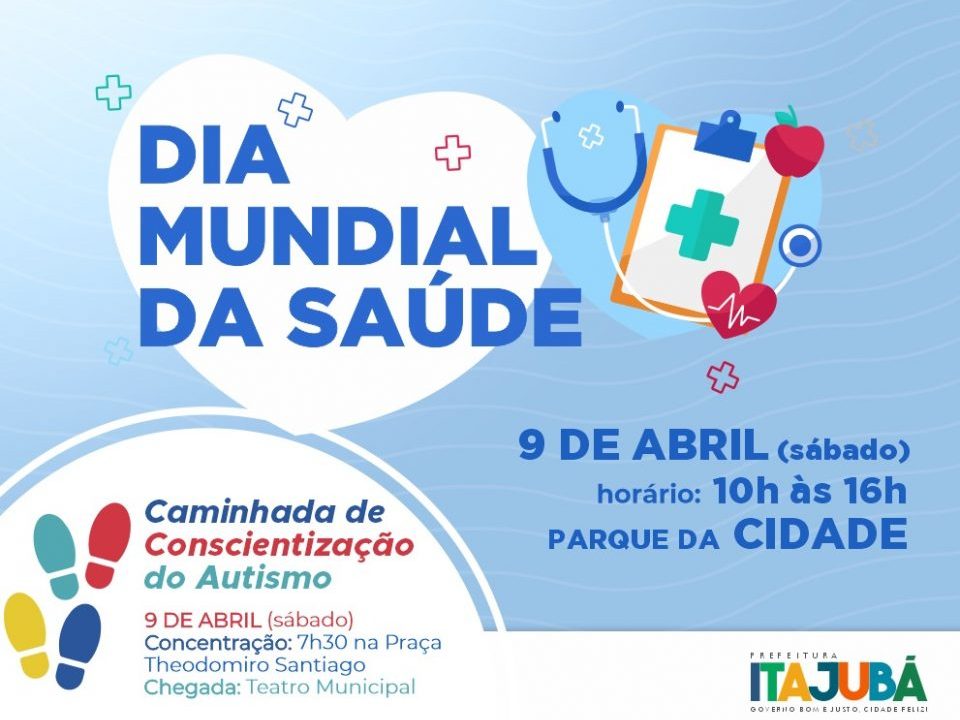 DIA
MUNDIAL
DA SAÚDE
9 DE ABRIL (sábado)
horário: 10h às 16h
PARQUE DA CIDADE
Caminhada de
Conscientização
do Autismo
9 DE ABRIL (sábado)
Concentração: 7h30 na Praça
Theodomiro Santiago
Chegada: Teatro Municipal
PREFEITURA
ITAJUBÁ
GOVERNO BOM E JUSTO, CIDADE FELIZ!